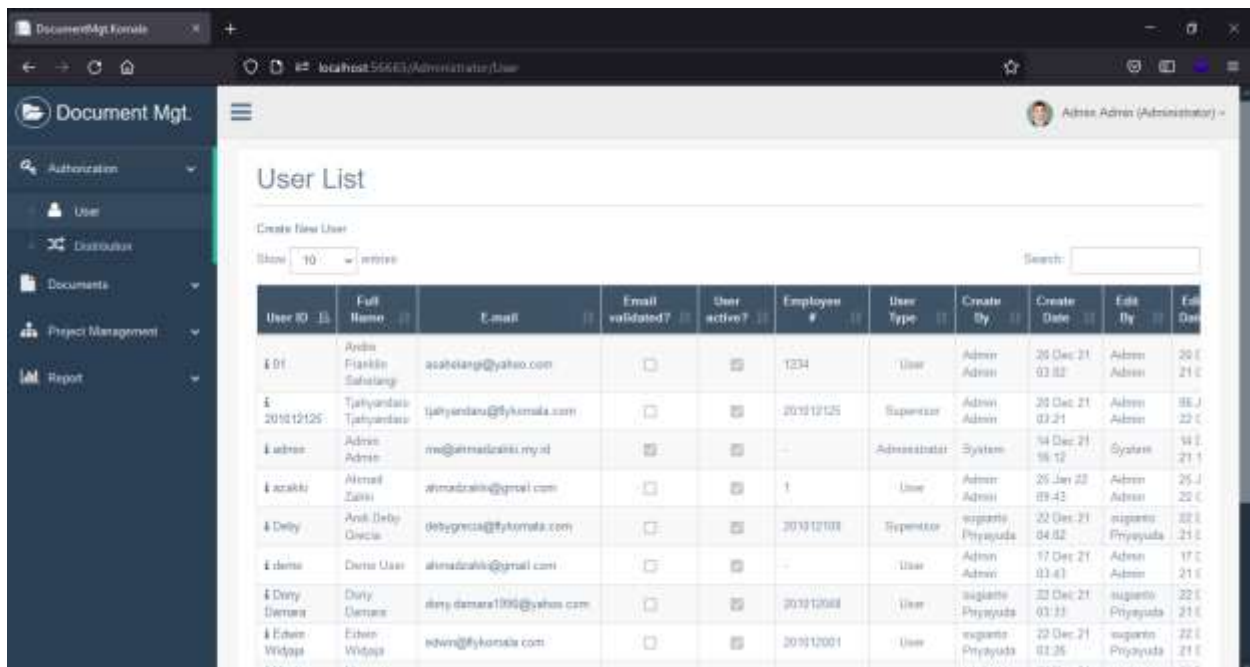 DocumentMgt.Komala
localhost:56683/Administrator/User
Document Mgt.
Admin Admin (Administrator)
Authorization
User
Distribution
Documents
Project Management
Report
User List
Create New User
Show 10 entries
Search:
User ID Full Name E-mail Email validated? User active? Employee # User Type Create By Create Date Edit By
01 Franklin 1234 User Admin Admin 20 Dec 21 Admin Admin
201012125 Tjahyandaru Tjahyandaru tjahyandaru@flykomala.com 201012125 Supervisor Admin Admin 20 Dec 21 03:21 Admin Admin
admin Admin Admin me@ahmadzakki.my.id - Administrator System 14 Dec 21 16:12 System
azakki Ahmad Zakki ahmadzakki@gmail.com 1 User Admin Admin 25 Jan 22 09:43 Admin Admin
Deby Andi Deby Grecia debygrecia@flykomala.com Supervisor sugianto Priyayuda 22 Dec 21 04:02 sugianto Priyayuda
demo Demo User ahmadzakki@gmail.com - User Admin Admin 17 Dec 21 03:43 Admin Admin
Dony Damara Dony Damara dony.damara1990@yahoo.com User sugianto Priyayuda 22 Dec 21 03:33 sugianto Priyayuda
Edwin Widjaja Edwin Widjaja edwin@flykomala.com 201012001 User sugianto Priyayuda 22 Dec 21 03:26 sugianto Priyayuda